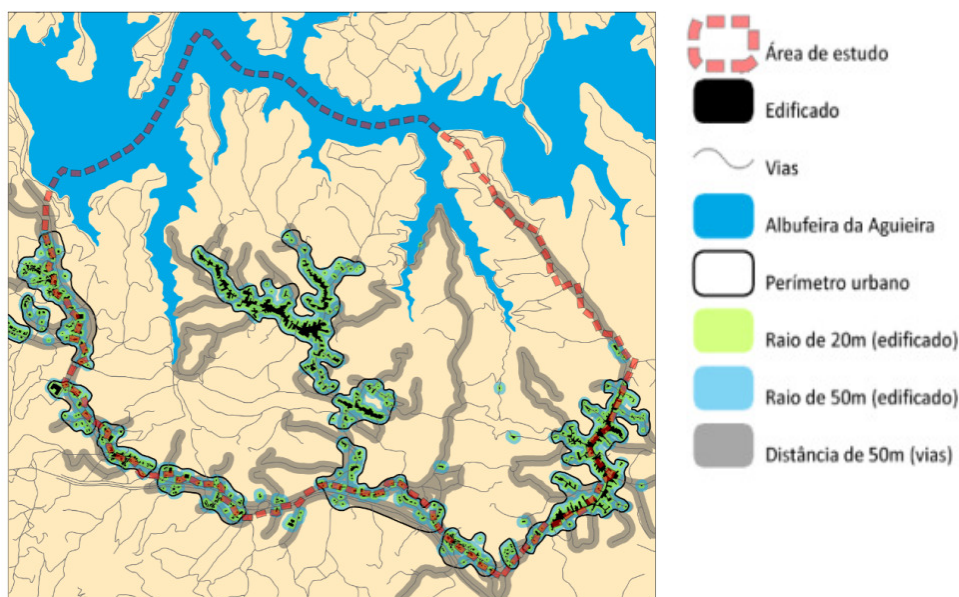 Área de estudo
Edificado
Vias
Albufeira da Aguieira
Perímetro urbano
Raio de 20m (edificado)
Raio de 50m (edificado)
Distância de 50m (vias)